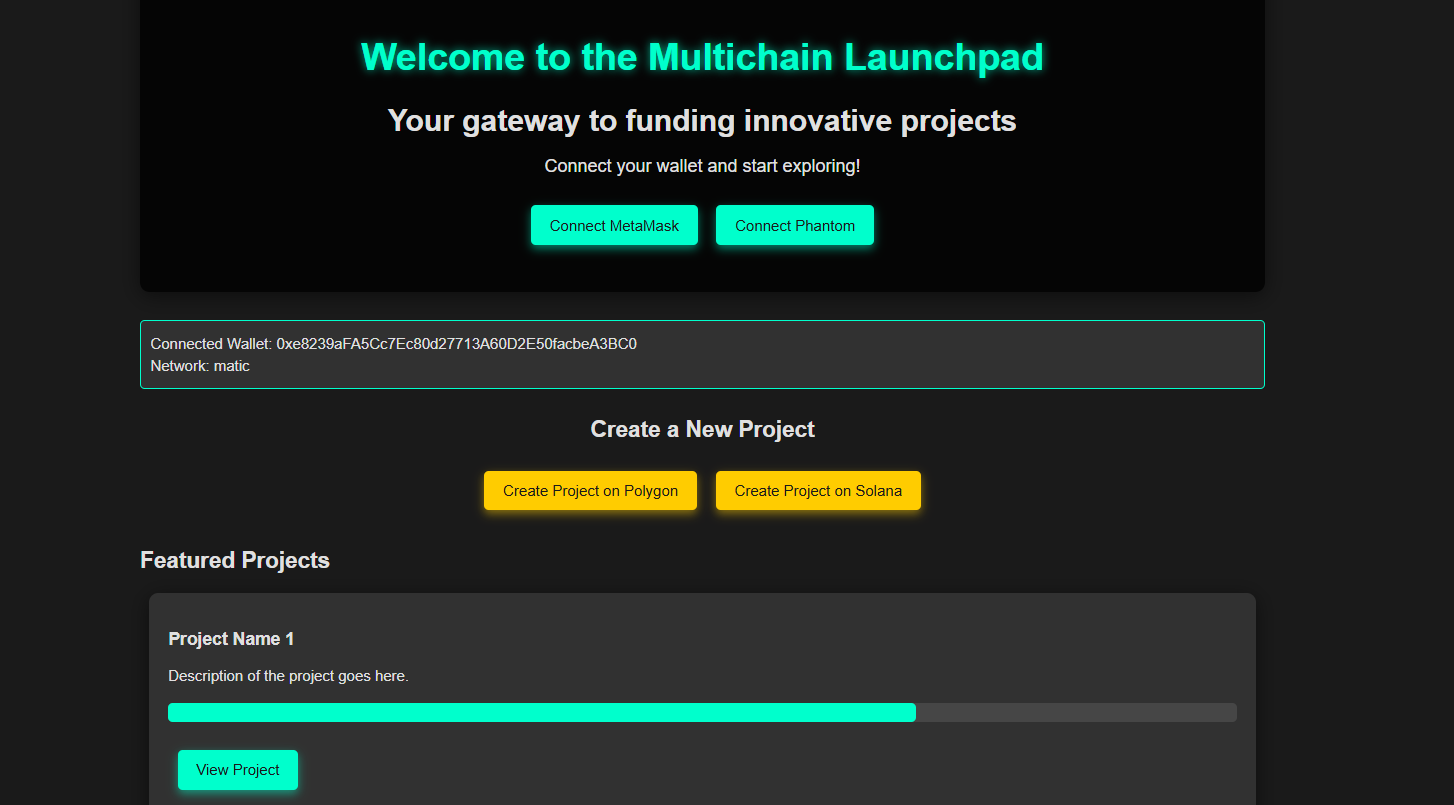 Welcome to the Multichain Launchpad
Your gateway to funding innovative projects
Connect your wallet and start exploring!
Connect MetaMask
Connect Phantom
Connected Wallet: 0xe8239aFA5Cc7Ec80d27713A60D2E50facbeA3BC0
Network: matic
Create a New Project
Create Project on Polygon
Create Project on Solana
Featured Projects
Project Name 1
Description of the project goes here.
View Project